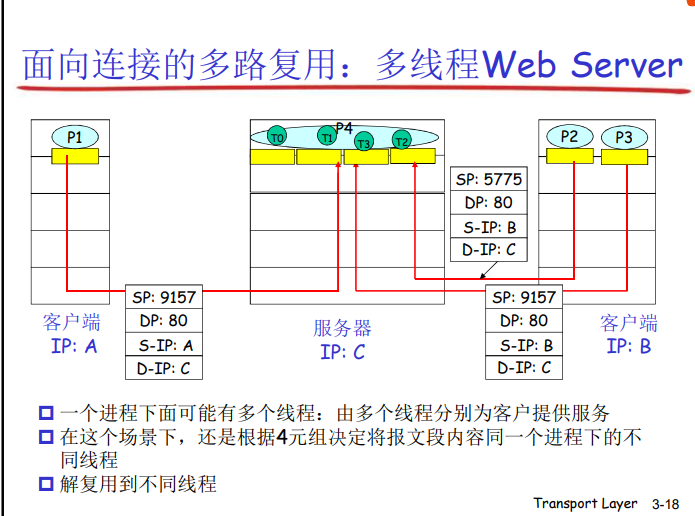 面向连接的多路复用：多线程Web Server
P1
P4
T0
T1
T3
T2
P2
P3
SP: 5775
DP: 80
S-IP: B
D-IP: C
SP: 9157
DP: 80
S-IP: A
D-IP: C
SP: 9157
DP: 80
S-IP: B
D-IP: C
客户端
IP: A
服务器
IP: C
客户端
IP: B
一个进程下面可能有多个线程：由多个线程分别为客户提供服务
在这个场景下，还是根据4元组决定将报文段内容同一个进程下的不
同线程
解复用到不同线程
Transport Layer 3-18